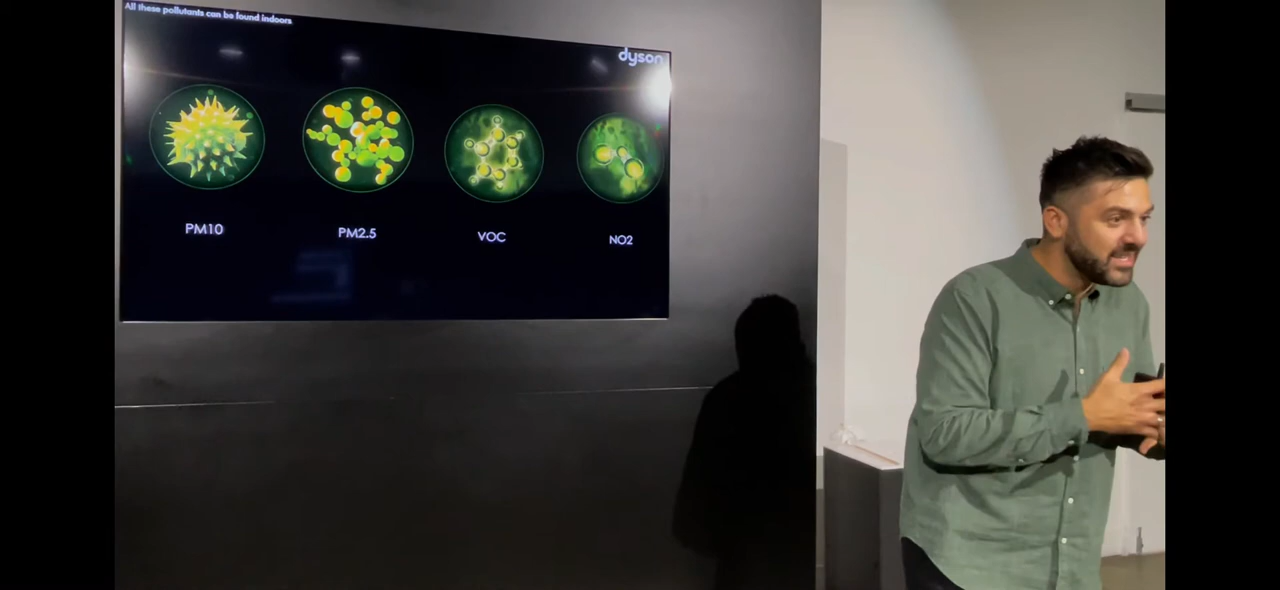 All these pollutants can be found indoors
dyson
PM10
PM2.5
VOC
NO2